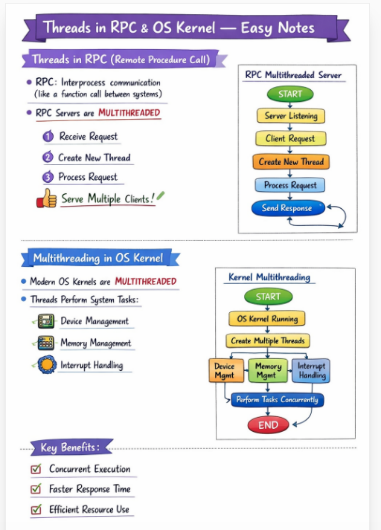 Threads in RPC & OS Kernel — Easy Notes
Threads in RPC (Remote Procedure Call)
• RPC: Interprocess communication
(like a function call between systems)
• RPC Servers are MULTITHREADED
1 Receive Request
2 Create New Thread
3 Process Request
Serve Multiple Clients!
RPC Multithreaded Server
START
Server Listening
Client Request
Create New Thread
Process Request
Send Response
Multithreading in OS Kernel
• Modern OS Kernels are MULTITHREADED
• Threads Perform System Tasks:
Device Management
Memory Management
Interrupt Handling
Kernel Multithreading
START
OS Kernel Running
Create Multiple Threads
Device Mgmt
Memory Mgmt
Interrupt Handling
Perform Tasks Concurrently
END
Key Benefits:
Concurrent Execution
Faster Response Time
Efficient Resource Use